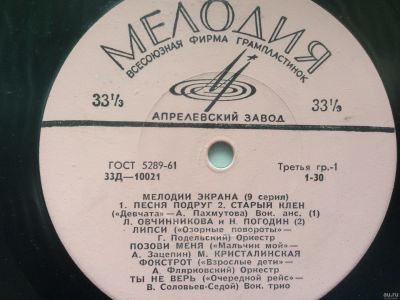 МЕЛОДИЯ
ВСЕСОЮЗНАЯ ФИРМА ГРАМПЛАСТИНОК
33⅓ 33⅓
АПРЕЛЕВСКИЙ ЗАВОД
ГОСТ 5289-61 Третья гр.-1
33Д—10021 1-30
МЕЛОДИИ ЭКРАНА (9 серия)
1. ПЕСНЯ ПОДРУГ 2. СТАРЫЙ КЛЕН
(«Девчата»—А. Пахмутова) Вок. анс. (1)
Л. ОВЧИННИКОВА и Н. ПОГОДИН (2)
ЛИПСИ («Озорные повороты»—
Г. Подельский) Оркестр
ПОЗОВИ МЕНЯ («Мальчик мой»—
А. Зацепин) М. КРИСТАЛИНСКАЯ
ФОКСТРОТ («Взрослые дети»—
А. Флярковский) Оркестр
ТЫ НЕ ВЕРЬ («Очередной рейс»—
В. Соловьев-Седой) Вок. трио
au.ru